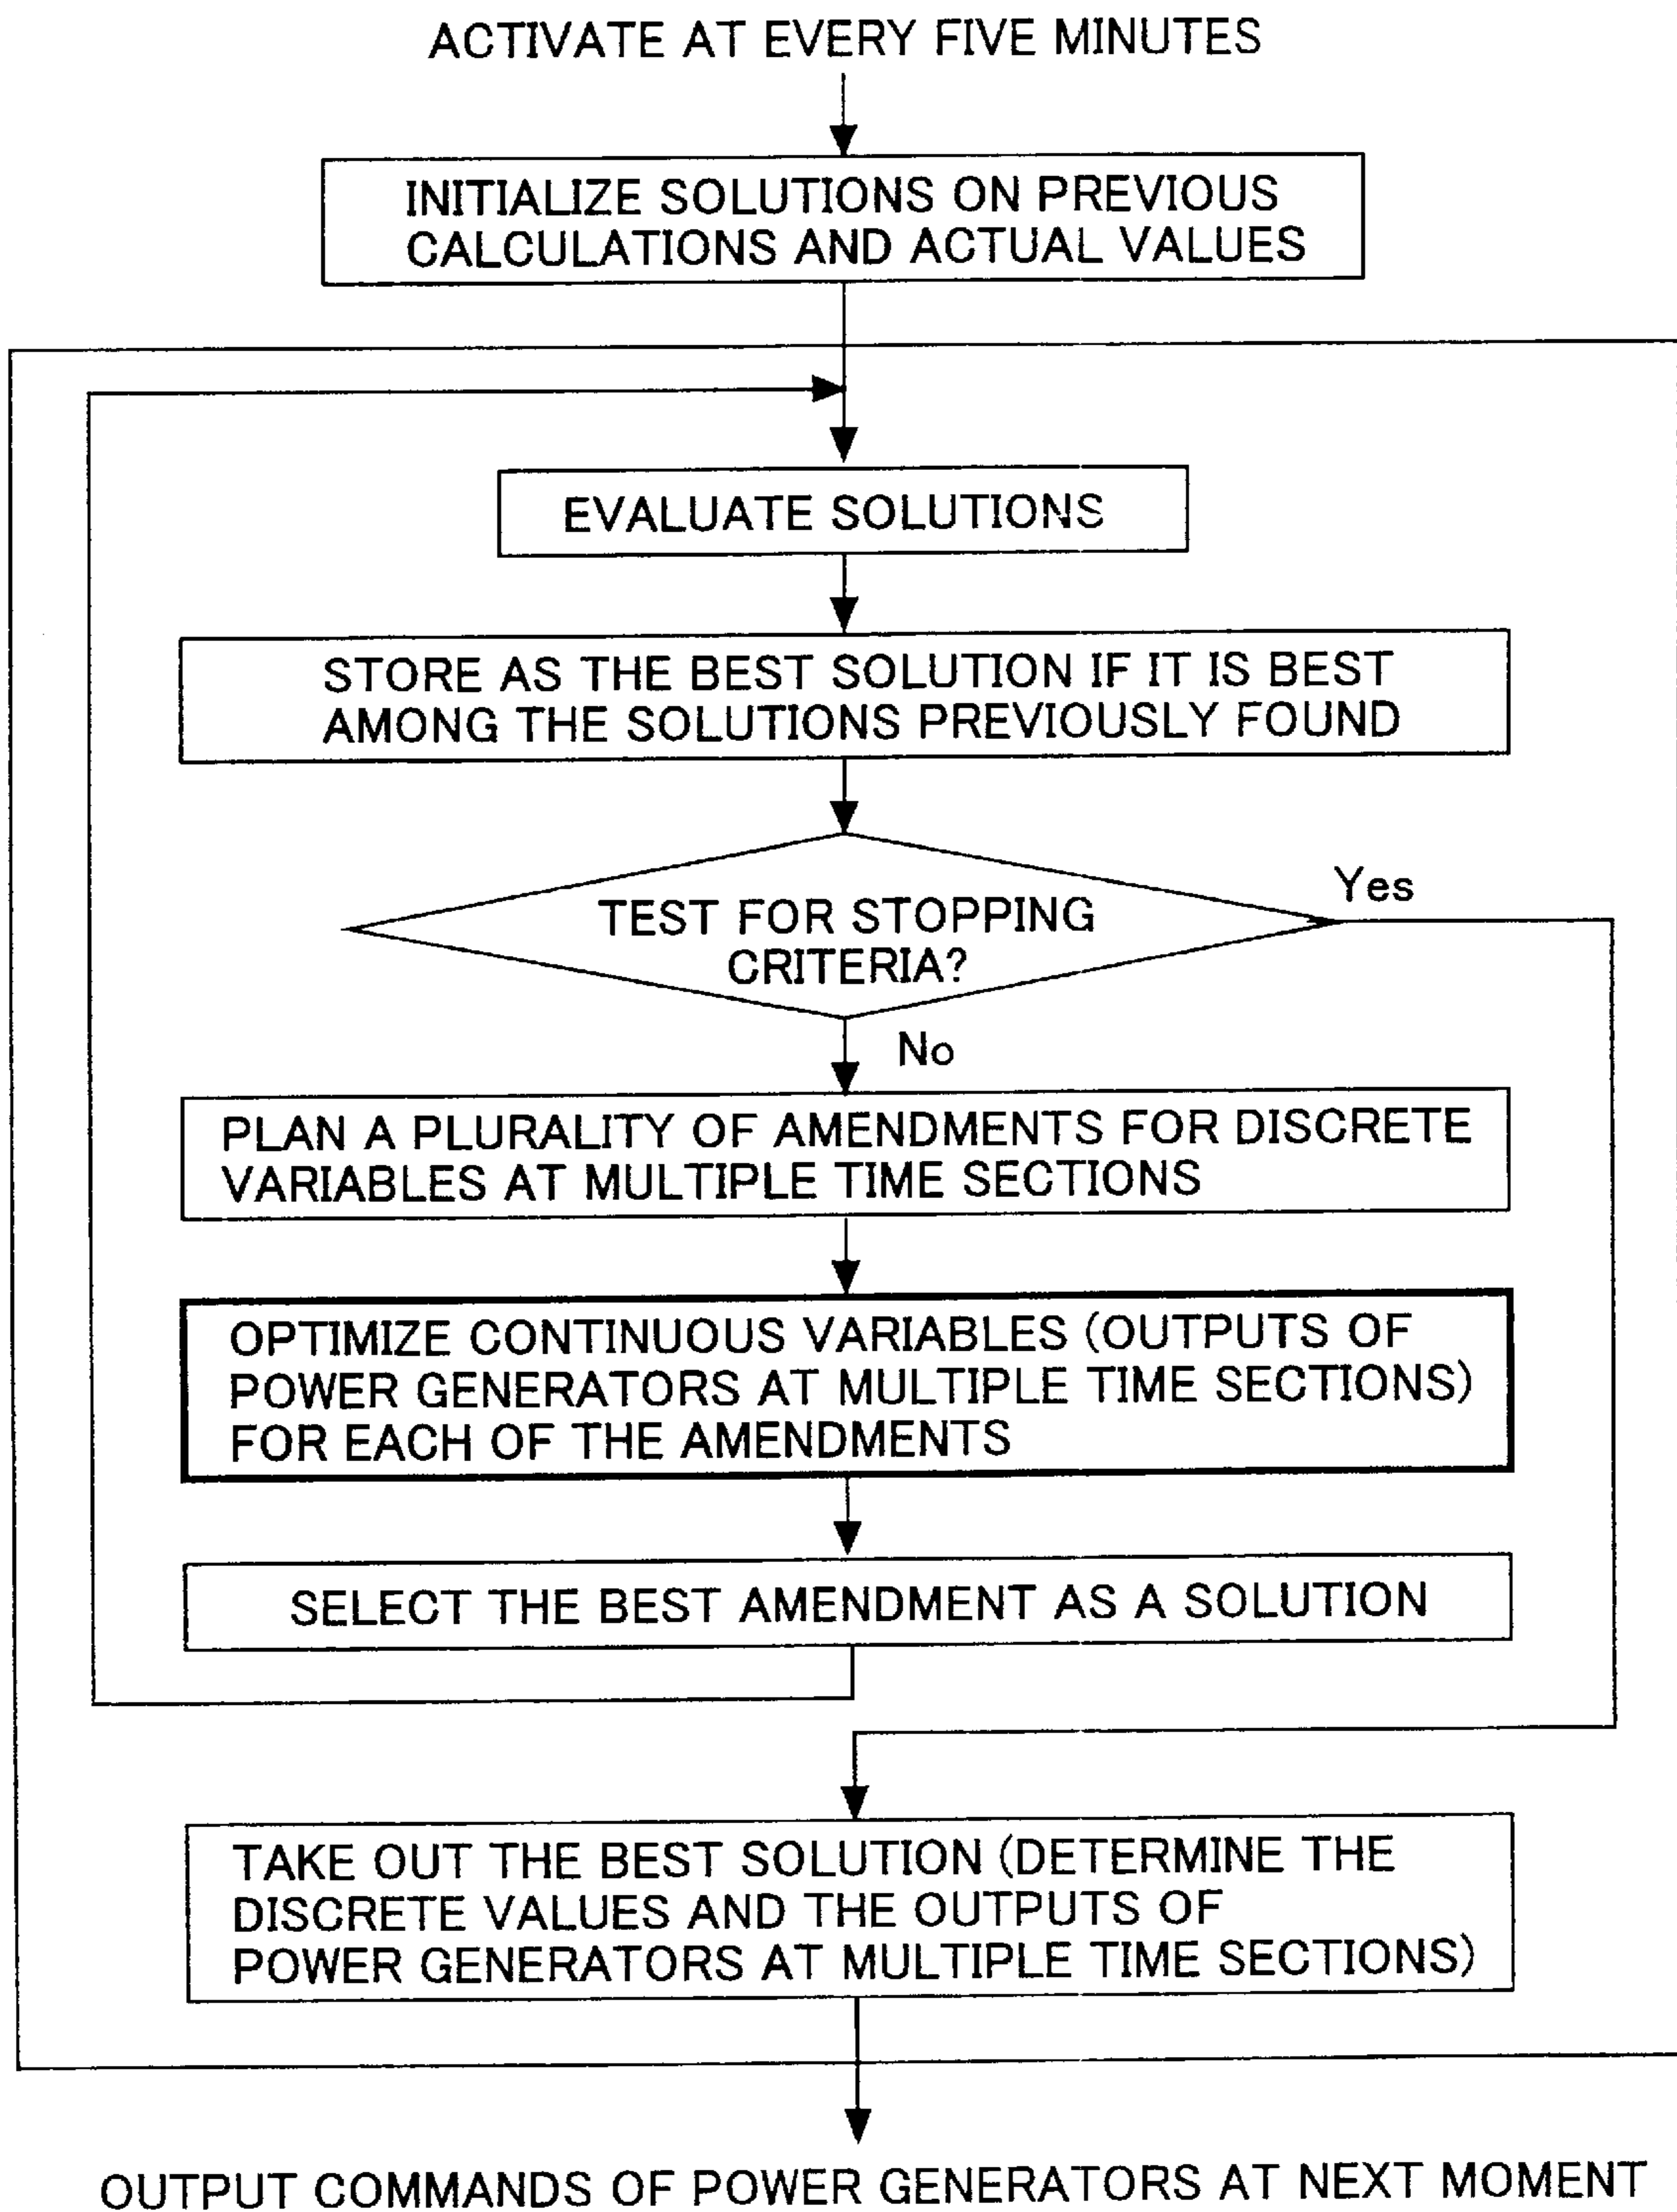 ACTIVATE AT EVERY FIVE MINUTES
INITIALIZE SOLUTIONS ON PREVIOUS
CALCULATIONS AND ACTUAL VALUES
EVALUATE SOLUTIONS
STORE AS THE BEST SOLUTION IF IT IS BEST
AMONG THE SOLUTIONS PREVIOUSLY FOUND
Yes
TEST FOR STOPPING
CRITERIA?
No
PLAN A PLURALITY OF AMENDMENTS FOR DISCRETE
VARIABLES AT MULTIPLE TIME SECTIONS
OPTIMIZE CONTINUOUS VARIABLES (OUTPUTS OF
POWER GENERATORS AT MULTIPLE TIME SECTIONS)
FOR EACH OF THE AMENDMENTS
SELECT THE BEST AMENDMENT AS A SOLUTION
TAKE OUT THE BEST SOLUTION (DETERMINE THE
DISCRETE VALUES AND THE OUTPUTS OF
POWER GENERATORS AT MULTIPLE TIME SECTIONS)
OUTPUT COMMANDS OF POWER GENERATORS AT NEXT MOMENT